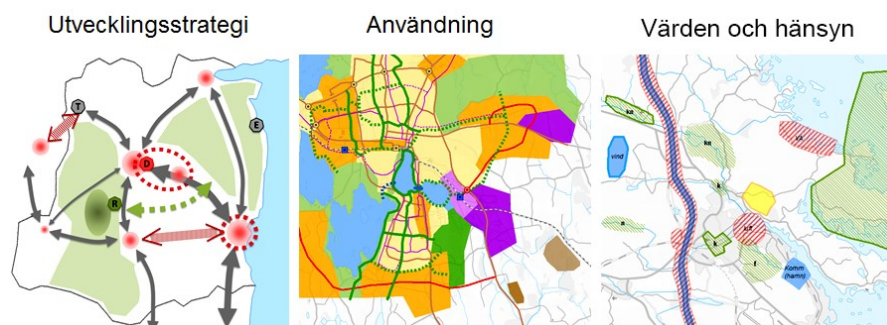 Utvecklingsstrategi
Användning
Värden och hänsyn
T
E
D
R
vind
k
k
f
Komm
(hamn)